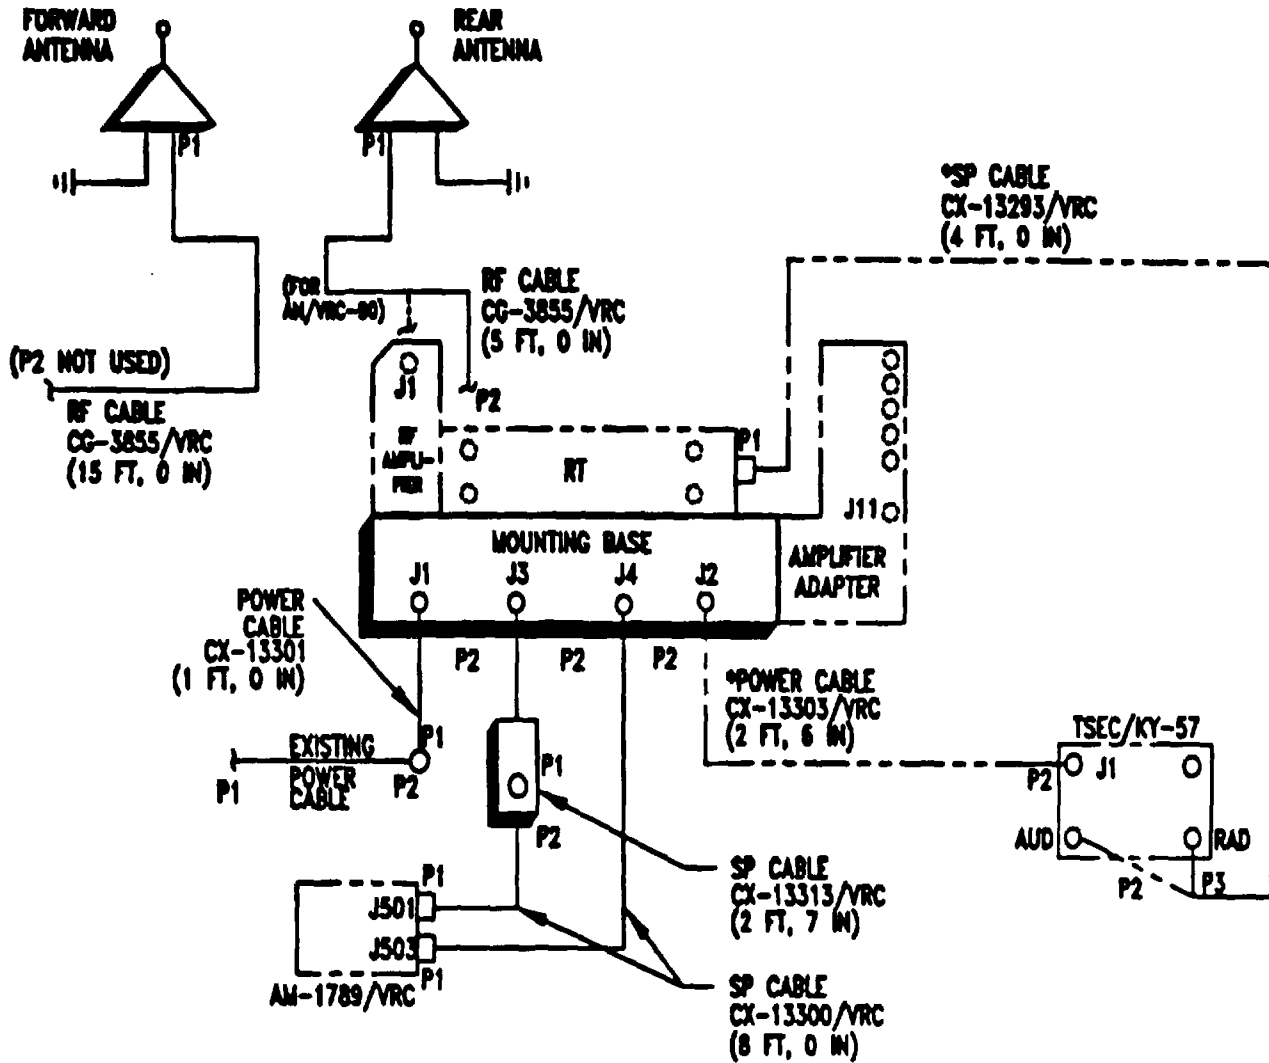 FORWARD
ANTENNA
REAR
ANTENNA
P1
P1
*SP CABLE
CX-13293/VRC
(4 FT, 0 IN)
(FOR
AN/VRC-90)
RF CABLE
CG-3855/VRC
(5 FT, 0 IN)
(P2 NOT USED)
RF CABLE
CG-3855/VRC
(15 FT, 0 IN)
J1
P2
RF
AMPLI-
FIER
RT
P1
J11
MOUNTING BASE
J1
J3
J4
J2
AMPLIFIER
ADAPTER
POWER
CABLE
CX-13301
(1 FT, 0 IN)
P2
P2
P2
*POWER CABLE
CX-13303/VRC
(2 FT, 6 IN)
P1
EXISTING
POWER
CABLE
P1
P2
P1
P2
TSEC/KY-57
P2
J1
AUD
RAD
P2
P3
SP CABLE
CX-13313/VRC
(2 FT, 7 IN)
P1
J501
J503
P1
AM-1789/VRC
SP CABLE
CX-13300/VRC
(8 FT, 0 IN)